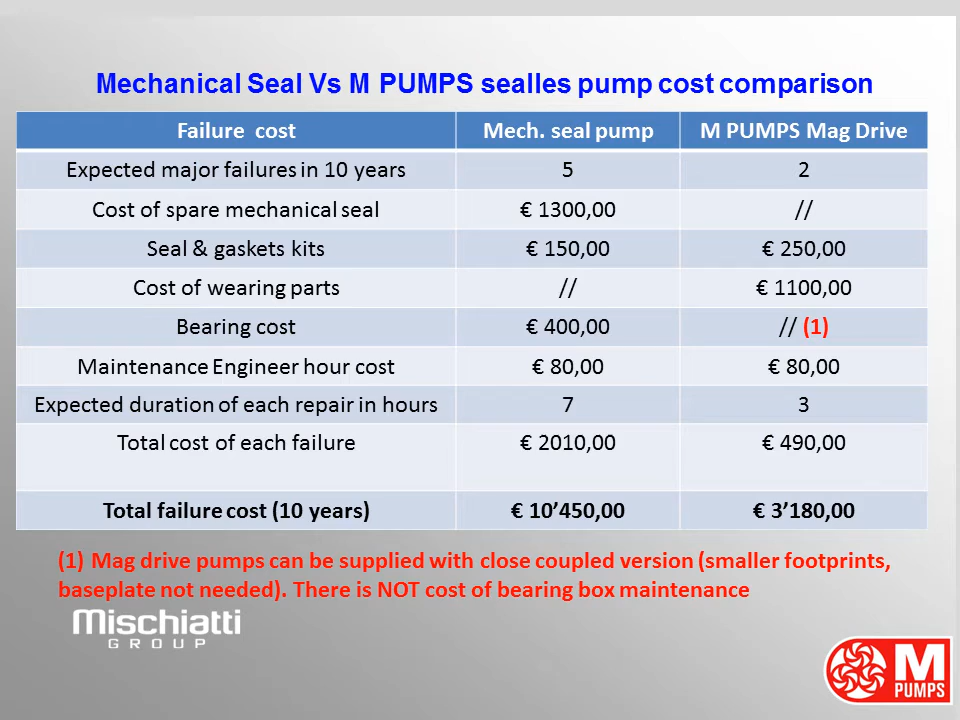 Mechanical Seal Vs M PUMPS sealles pump cost comparison
Failure cost Mech. seal pump M PUMPS Mag Drive
Expected major failures in 10 years 5 2
Cost of spare mechanical seal € 1300,00 //
Seal & gaskets kits € 150,00 € 250,00
Cost of wearing parts // € 1100,00
Bearing cost € 400,00 // (1)
Maintenance Engineer hour cost € 80,00 € 80,00
Expected duration of each repair in hours 7 3
Total cost of each failure € 2010,00 € 490,00
Total failure cost (10 years) € 10’450,00 € 3’180,00
(1) Mag drive pumps can be supplied with close coupled version (smaller footprints,
baseplate not needed). There is NOT cost of bearing box maintenance
Mischiatti
GROUP
M
PUMPS